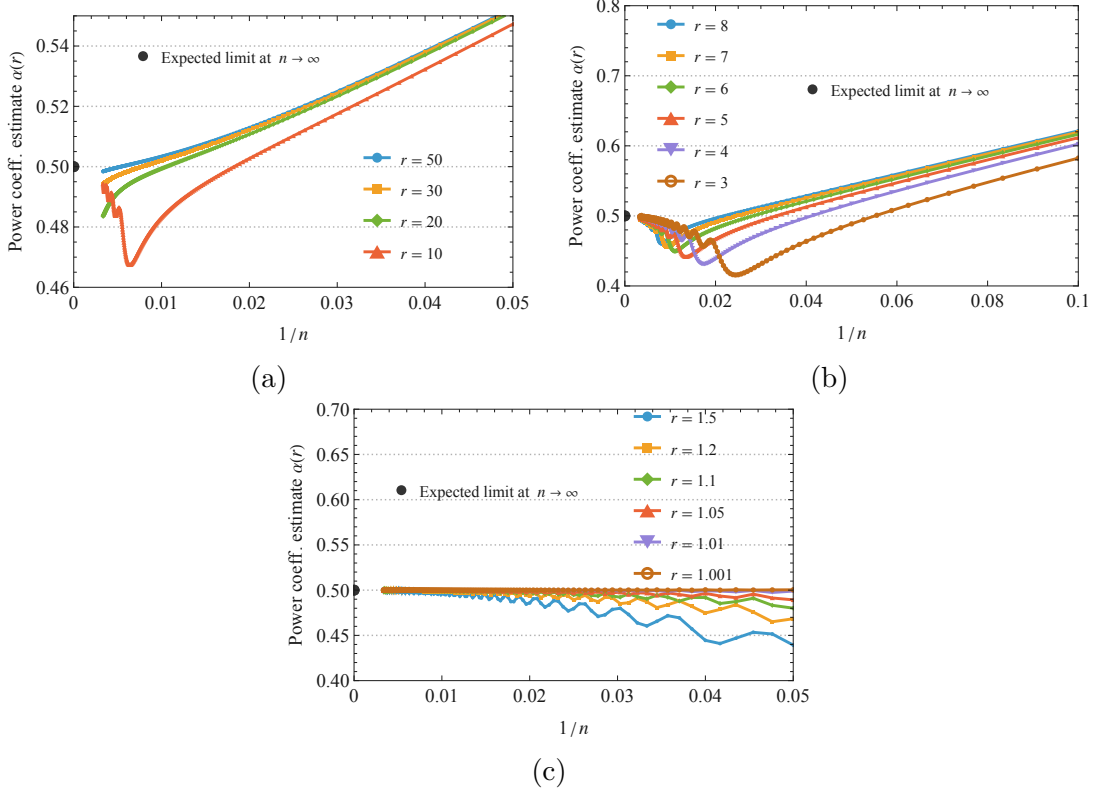 Power coeff. estimate α(r)
0.54
0.52
0.50
0.48
0.46
Expected limit at n → ∞
r = 50
r = 30
r = 20
r = 10
0 0.01 0.02 0.03 0.04 0.05
1/n
(a)
Power coeff. estimate α(r)
0.8
0.7
0.6
0.5
0.4
r = 8
r = 7
r = 6
r = 5
r = 4
r = 3
Expected limit at n → ∞
0 0.02 0.04 0.06 0.08 0.1
1/n
(b)
Power coeff. estimate α(r)
0.70
0.65
0.60
0.55
0.50
0.45
0.40
Expected limit at n → ∞
r = 1.5
r = 1.2
r = 1.1
r = 1.05
r = 1.01
r = 1.001
0 0.01 0.02 0.03 0.04 0.05
1/n
(c)